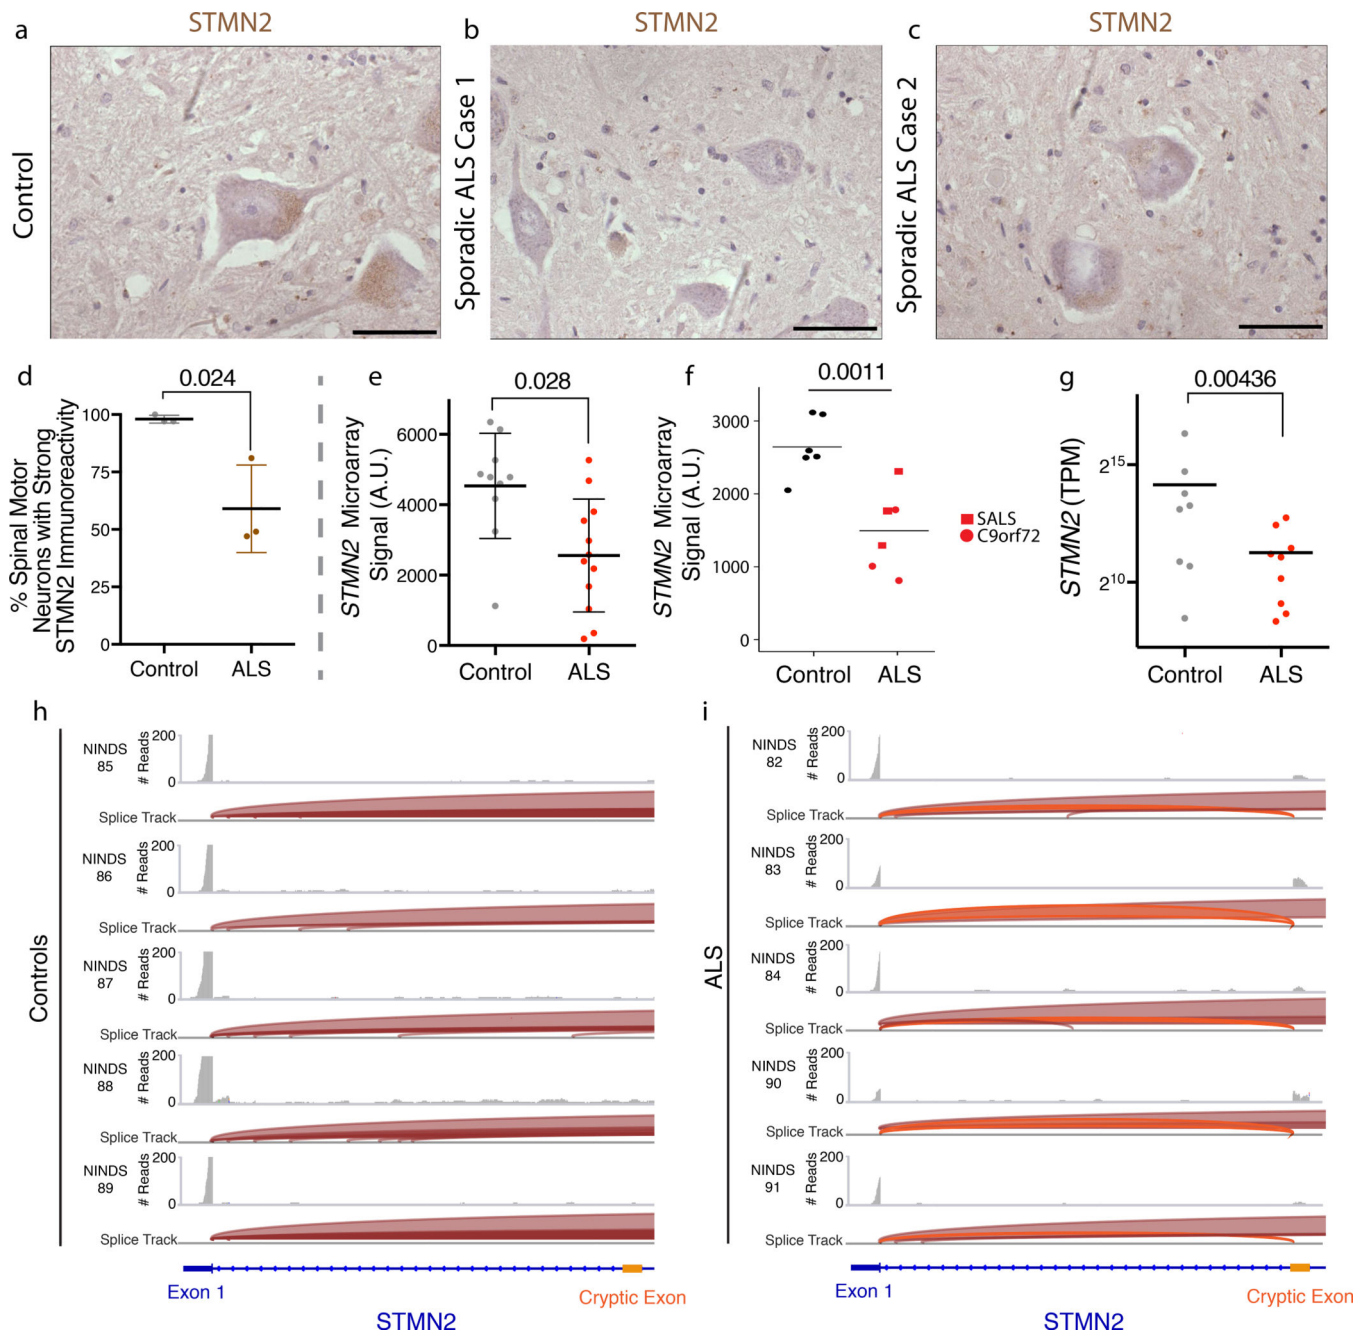 a
STMN2
b
STMN2
c
STMN2
Control
Sporadic ALS Case 1
Sporadic ALS Case 2
d
0.024
% Spinal Motor
Neurons with Strong
STMN2 Immunoreactivity
100
75
50
25
0
Control
ALS
e
0.028
STMN2 Microarray
Signal (A.U.)
6000
4000
2000
0
Control
ALS
f
0.0011
STMN2 Microarray
Signal (A.U.)
3000
2000
1000
0
Control
ALS
SALS
C9orf72
g
0.00436
STMN2 (TPM)
2¹⁵
2¹⁰
Control
ALS
h
Controls
NINDS
85
# Reads
200
0
Splice Track
NINDS
86
# Reads
200
0
Splice Track
NINDS
87
# Reads
200
0
Splice Track
NINDS
88
# Reads
200
0
Splice Track
NINDS
89
# Reads
200
0
Splice Track
Exon 1
Cryptic Exon
STMN2
i
ALS
NINDS
82
# Reads
200
0
Splice Track
NINDS
83
# Reads
200
0
Splice Track
NINDS
84
# Reads
200
0
Splice Track
NINDS
90
# Reads
200
0
Splice Track
NINDS
91
# Reads
200
0
Splice Track
Exon 1
Cryptic Exon
STMN2